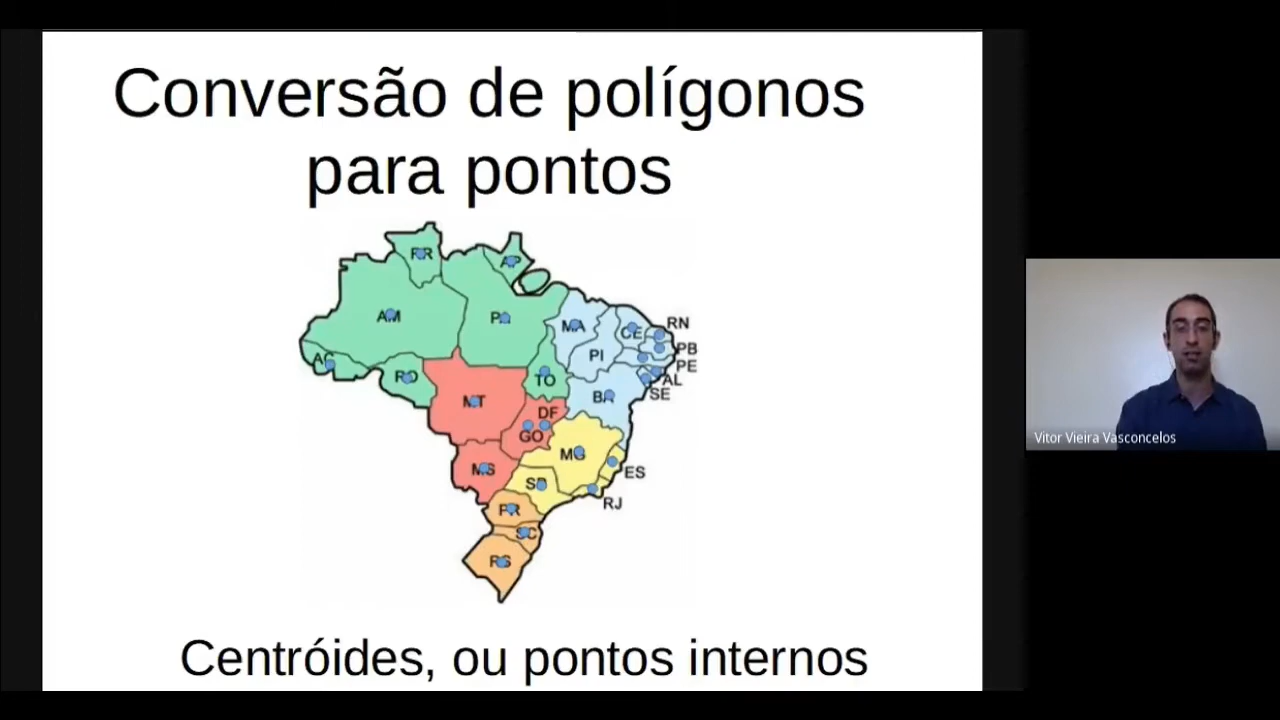 Conversão de polígonos
para pontos
RR
AP
AM
PA
MA
CE
RN
PI
PB
PE
AC
RO
TO
AL
SE
MT
BA
DF
GO
MG
MS
SP
ES
RJ
PR
SC
RS
Centróides, ou pontos internos
Vitor Vieira Vasconcelos